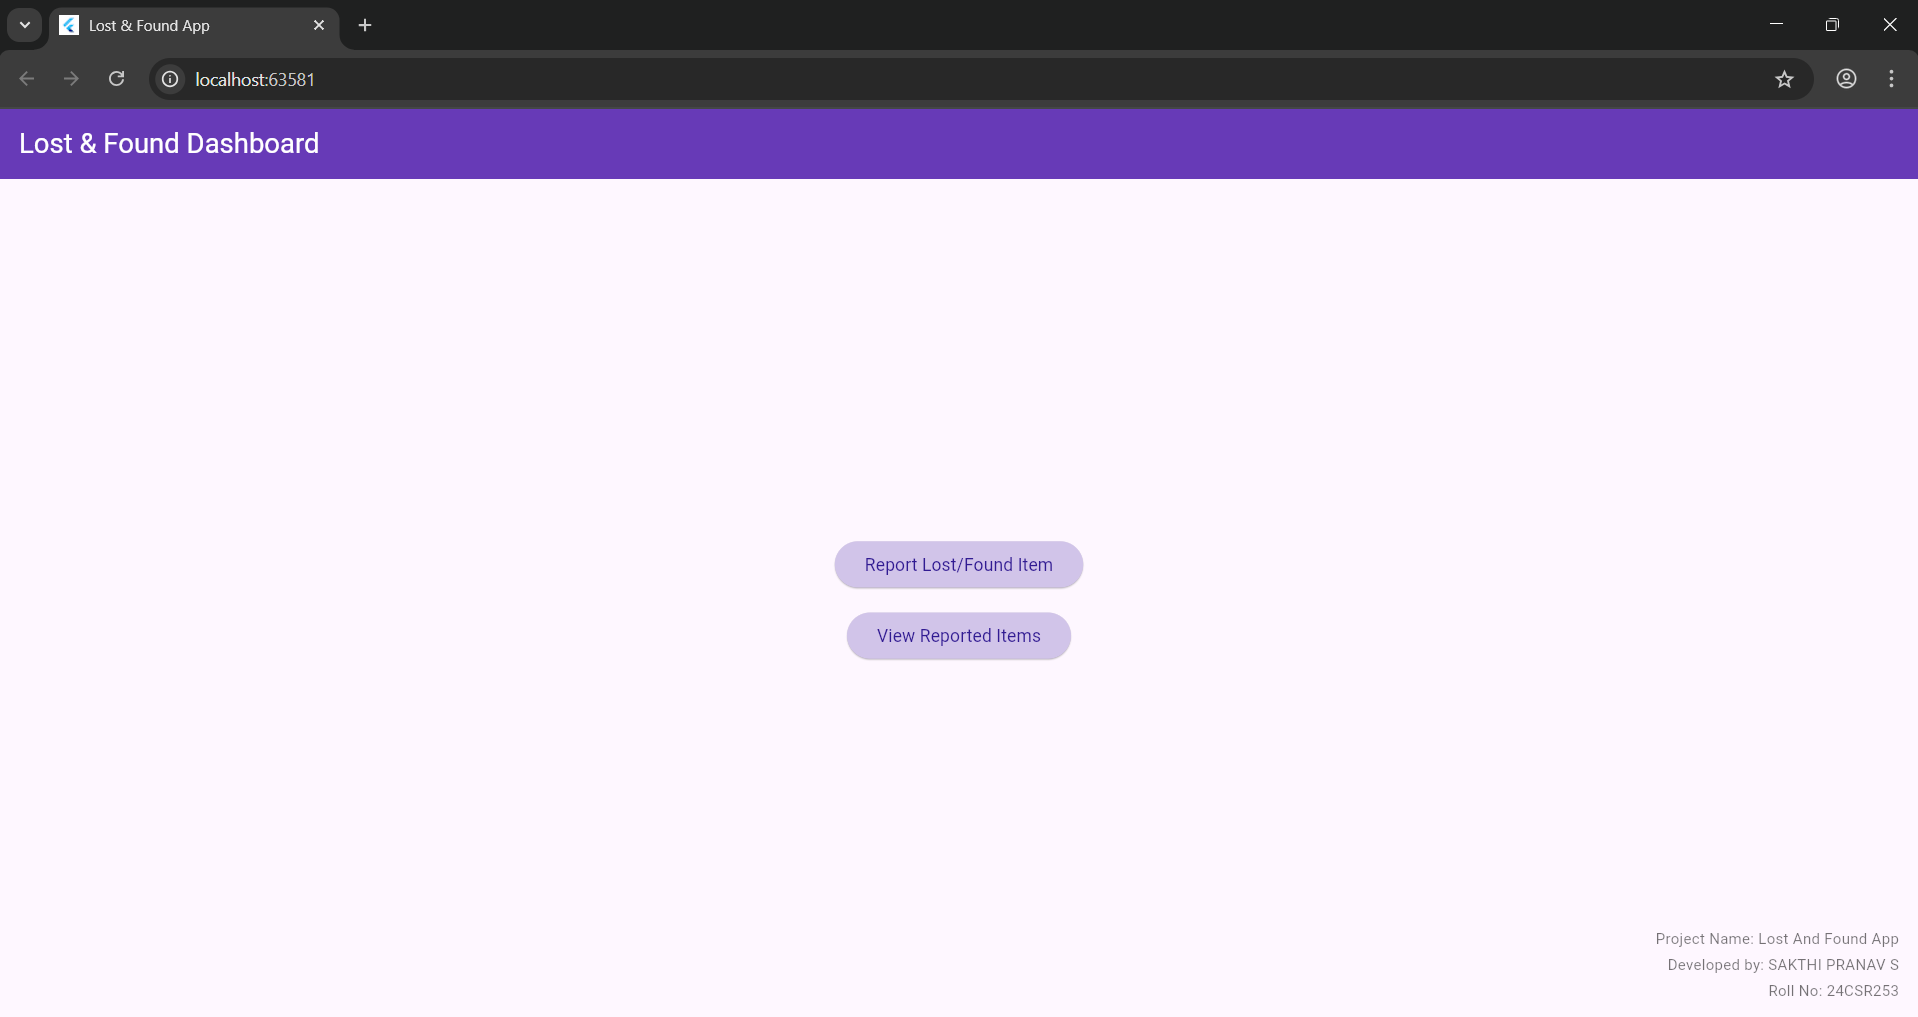 Lost & Found App
localhost:63581
Lost & Found Dashboard
Report Lost/Found Item
View Reported Items
Project Name: Lost And Found App
Developed by: SAKTHI PRANAV S
Roll No: 24CSR253